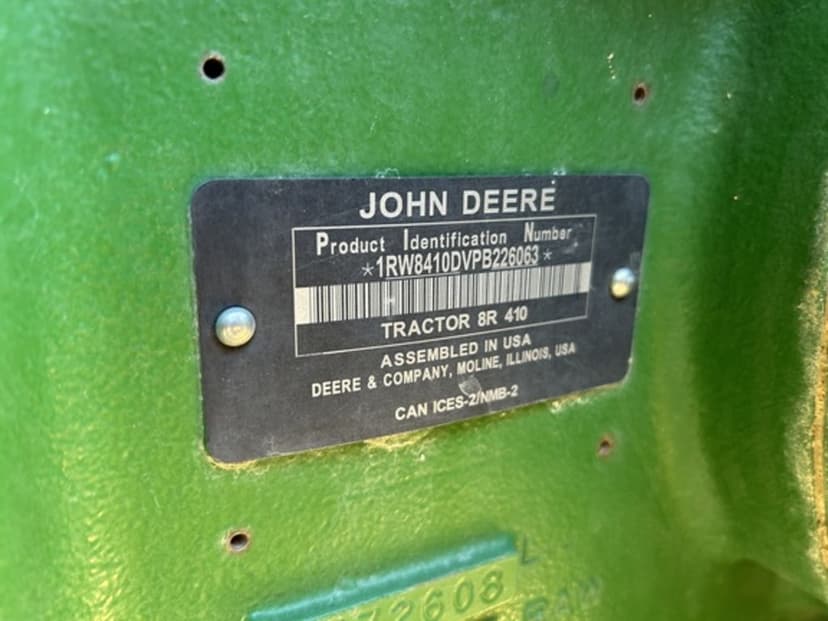 JOHN DEERE
Product Identification Number
*1RW8410DVPB226063*
TRACTOR 8R 410
ASSEMBLED IN USA
DEERE & COMPANY, MOLINE, ILLINOIS, USA
CAN ICES-2/NMB-2
72608